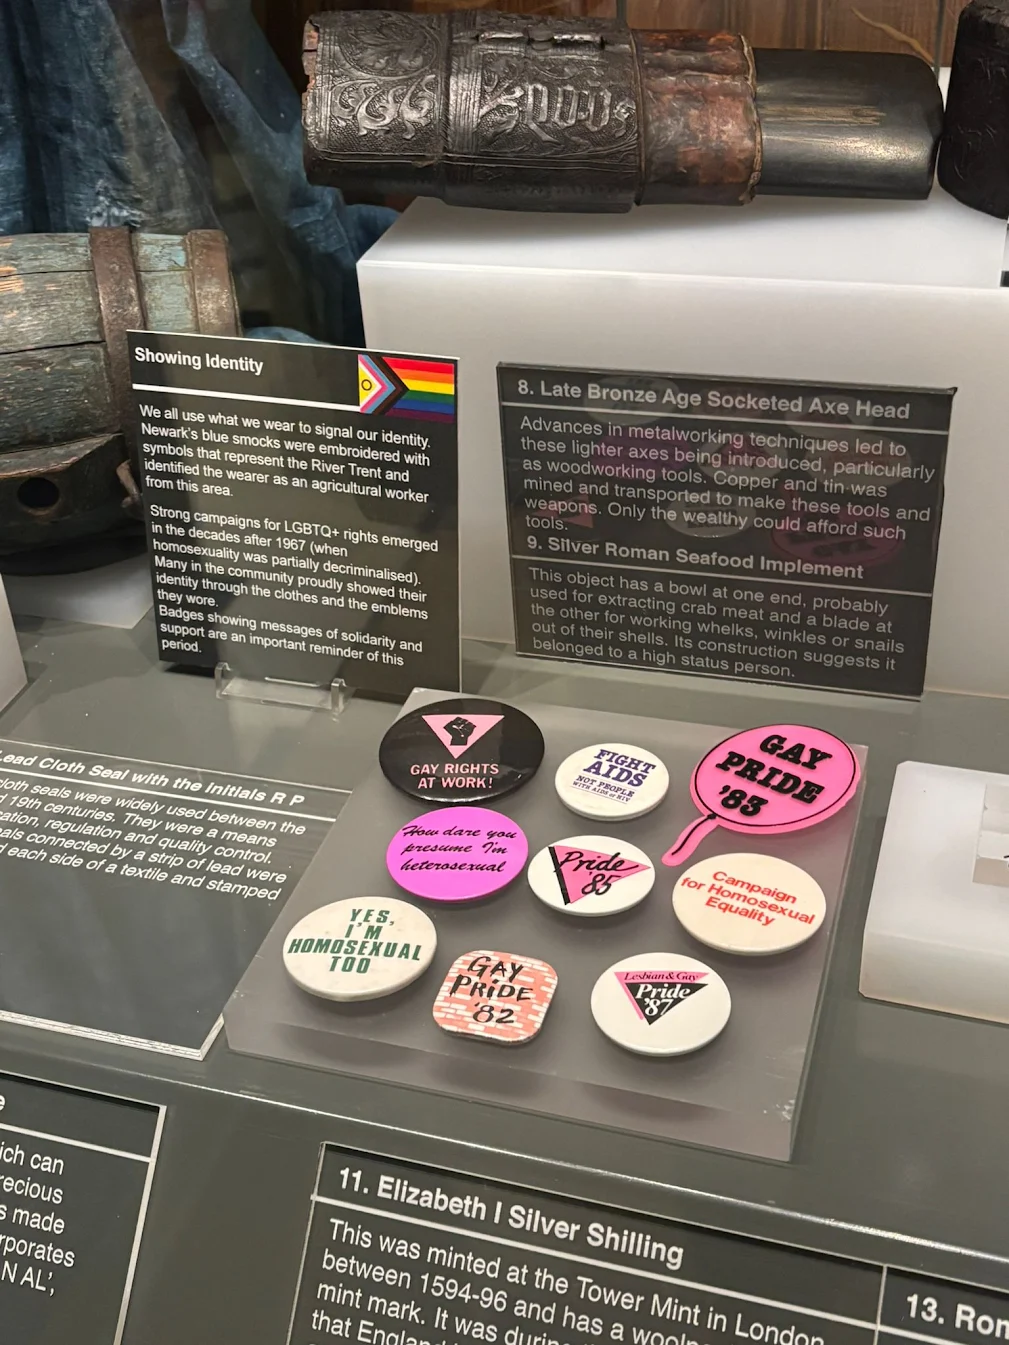 Showing Identity
We all use what we wear to signal our identity.
Newark's blue smocks were embroidered with
symbols that represent the River Trent and
identified the wearer as an agricultural worker
from this area.
Strong campaigns for LGBTQ+ rights emerged
in the decades after 1967 (when
homosexuality was partially decriminalised).
Many in the community proudly showed their
identity through the clothes and the emblems
they wore.
Badges showing messages of solidarity and
support are an important reminder of this
period.
8. Late Bronze Age Socketed Axe Head
Advances in metalworking techniques led to
these lighter axes being introduced, particularly
as woodworking tools. Copper and tin was
mined and transported to make these tools and
weapons. Only the wealthy could afford such
tools.
9. Silver Roman Seafood Implement
This object has a bowl at one end, probably
used for extracting crab meat and a blade at
the other for working whelks, winkles or snails
out of their shells. Its construction suggests it
belonged to a high status person.
GAY RIGHTS
AT WORK!
FIGHT
AIDS
NOT PEOPLE
WITH AIDS or HIV
GAY
PRIDE
'83
How dare you
presume I'm
heterosexual
Pride
'85
Campaign
for Homosexual
Equality
YES,
I'M
HOMOSEXUAL
TOO
GAY
PRIDE
'82
Lesbian & Gay
Pride
'87
Lead Cloth Seal with the Initials R P
cloth seals were widely used between the
19th centuries. They were a means
regulation and quality control.
connected by a strip of lead were
each side of a textile and stamped
can
made
N AL',
11. Elizabeth I Silver Shilling
This was minted at the Tower Mint in London
between 1594-96 and has a
mint mark. It was
that
13.